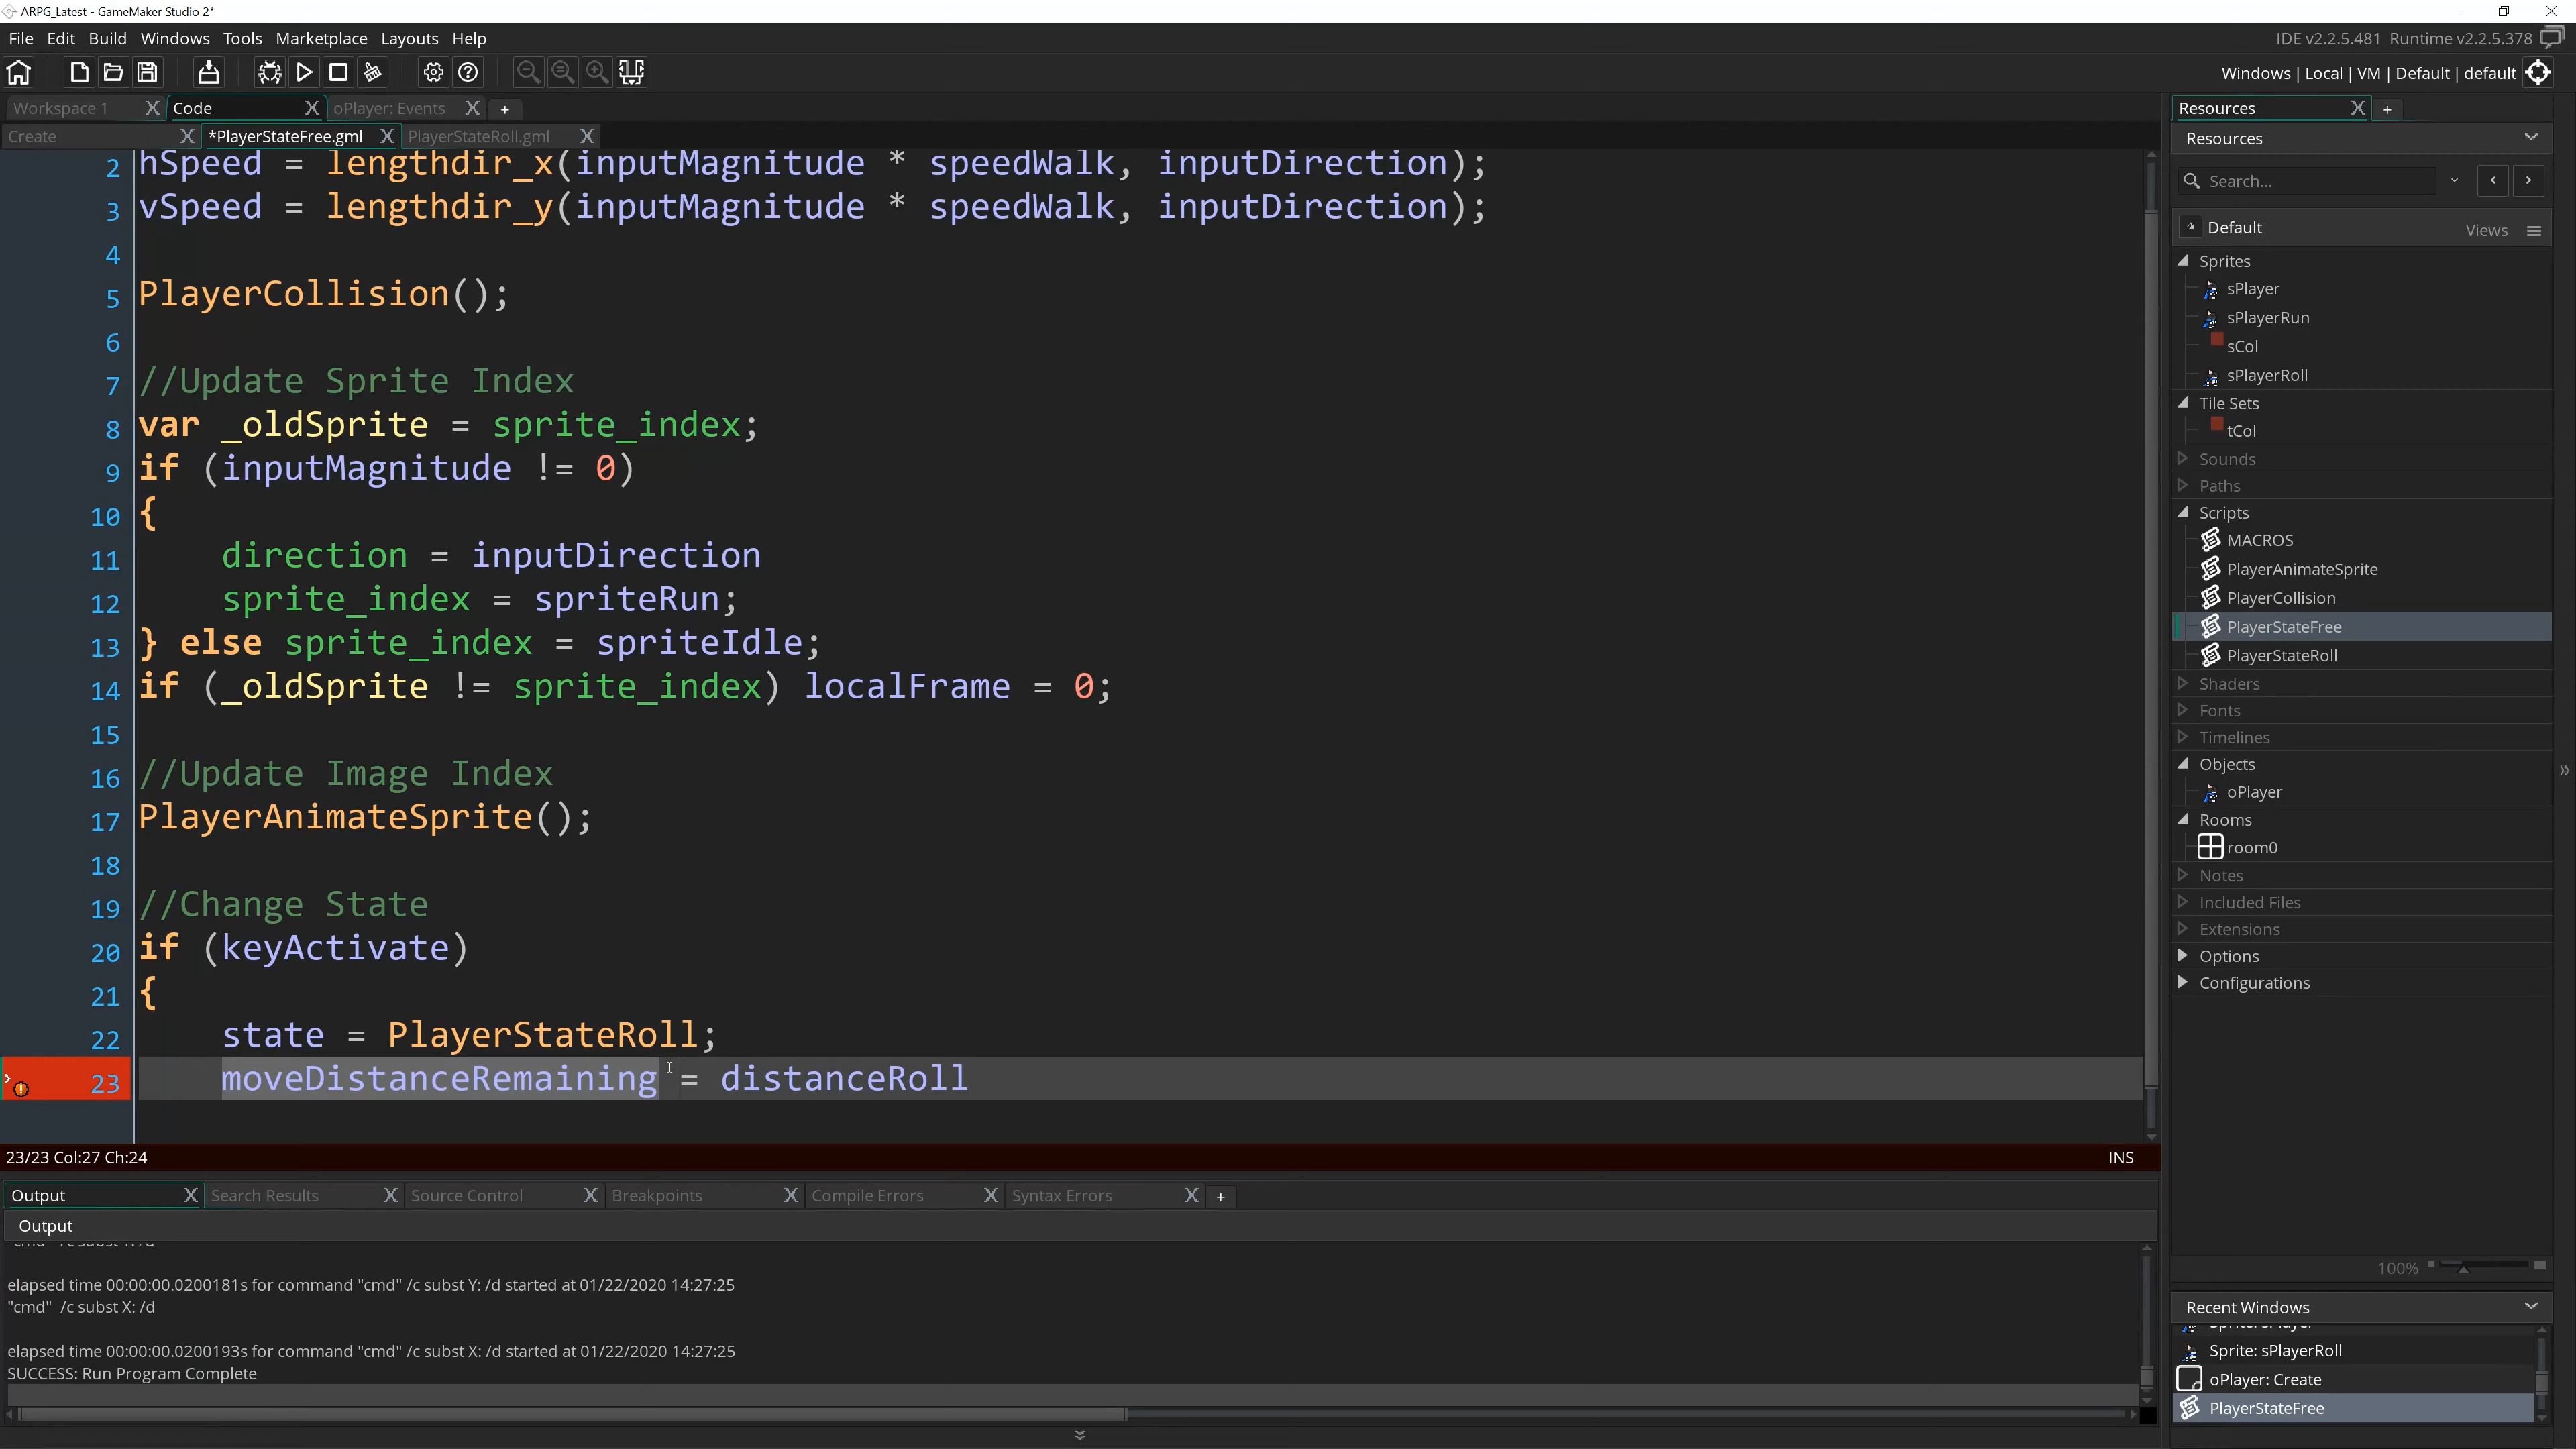 ARPG_Latest - GameMaker Studio 2*
File Edit Build Windows Tools Marketplace Layouts Help
IDE v2.2.5.481 Runtime v2.2.5.378
Windows | Local | VM | Default | default
Workspace 1 X Code X oPlayer: Events X +
Create X *PlayerStateFree.gml X PlayerStateRoll.gml X
2 hSpeed = lengthdir_x(inputMagnitude * speedWalk, inputDirection);
3 vSpeed = lengthdir_y(inputMagnitude * speedWalk, inputDirection);
4
5 PlayerCollision();
6
7 //Update Sprite Index
8 var _oldSprite = sprite_index;
9 if (inputMagnitude != 0)
10 {
11 direction = inputDirection
12 sprite_index = spriteRun;
13 } else sprite_index = spriteIdle;
14 if (_oldSprite != sprite_index) localFrame = 0;
15
16 //Update Image Index
17 PlayerAnimateSprite();
18
19 //Change State
20 if (keyActivate)
21 {
22 state = PlayerStateRoll;
23 moveDistanceRemaining = distanceRoll
23/23 Col:27 Ch:24 INS
Output X Search Results X Source Control X Breakpoints X Compile Errors X Syntax Errors X +
Output
"cmd" /c subst Y: /d
elapsed time 00:00:00.0200181s for command "cmd" /c subst Y: /d started at 01/22/2020 14:27:25
"cmd" /c subst X: /d
elapsed time 00:00:00.0200193s for command "cmd" /c subst X: /d started at 01/22/2020 14:27:25
SUCCESS: Run Program Complete
Resources X +
Resources
Search...
Default Views
Sprites
sPlayer
sPlayerRun
sCol
sPlayerRoll
Tile Sets
tCol
Sounds
Paths
Scripts
MACROS
PlayerAnimateSprite
PlayerCollision
PlayerStateFree
PlayerStateRoll
Shaders
Fonts
Timelines
Objects
oPlayer
Rooms
room0
Notes
Included Files
Extensions
Options
Configurations
100%
Recent Windows
Sprite: sPlayer
Sprite: sPlayerRoll
oPlayer: Create
PlayerStateFree